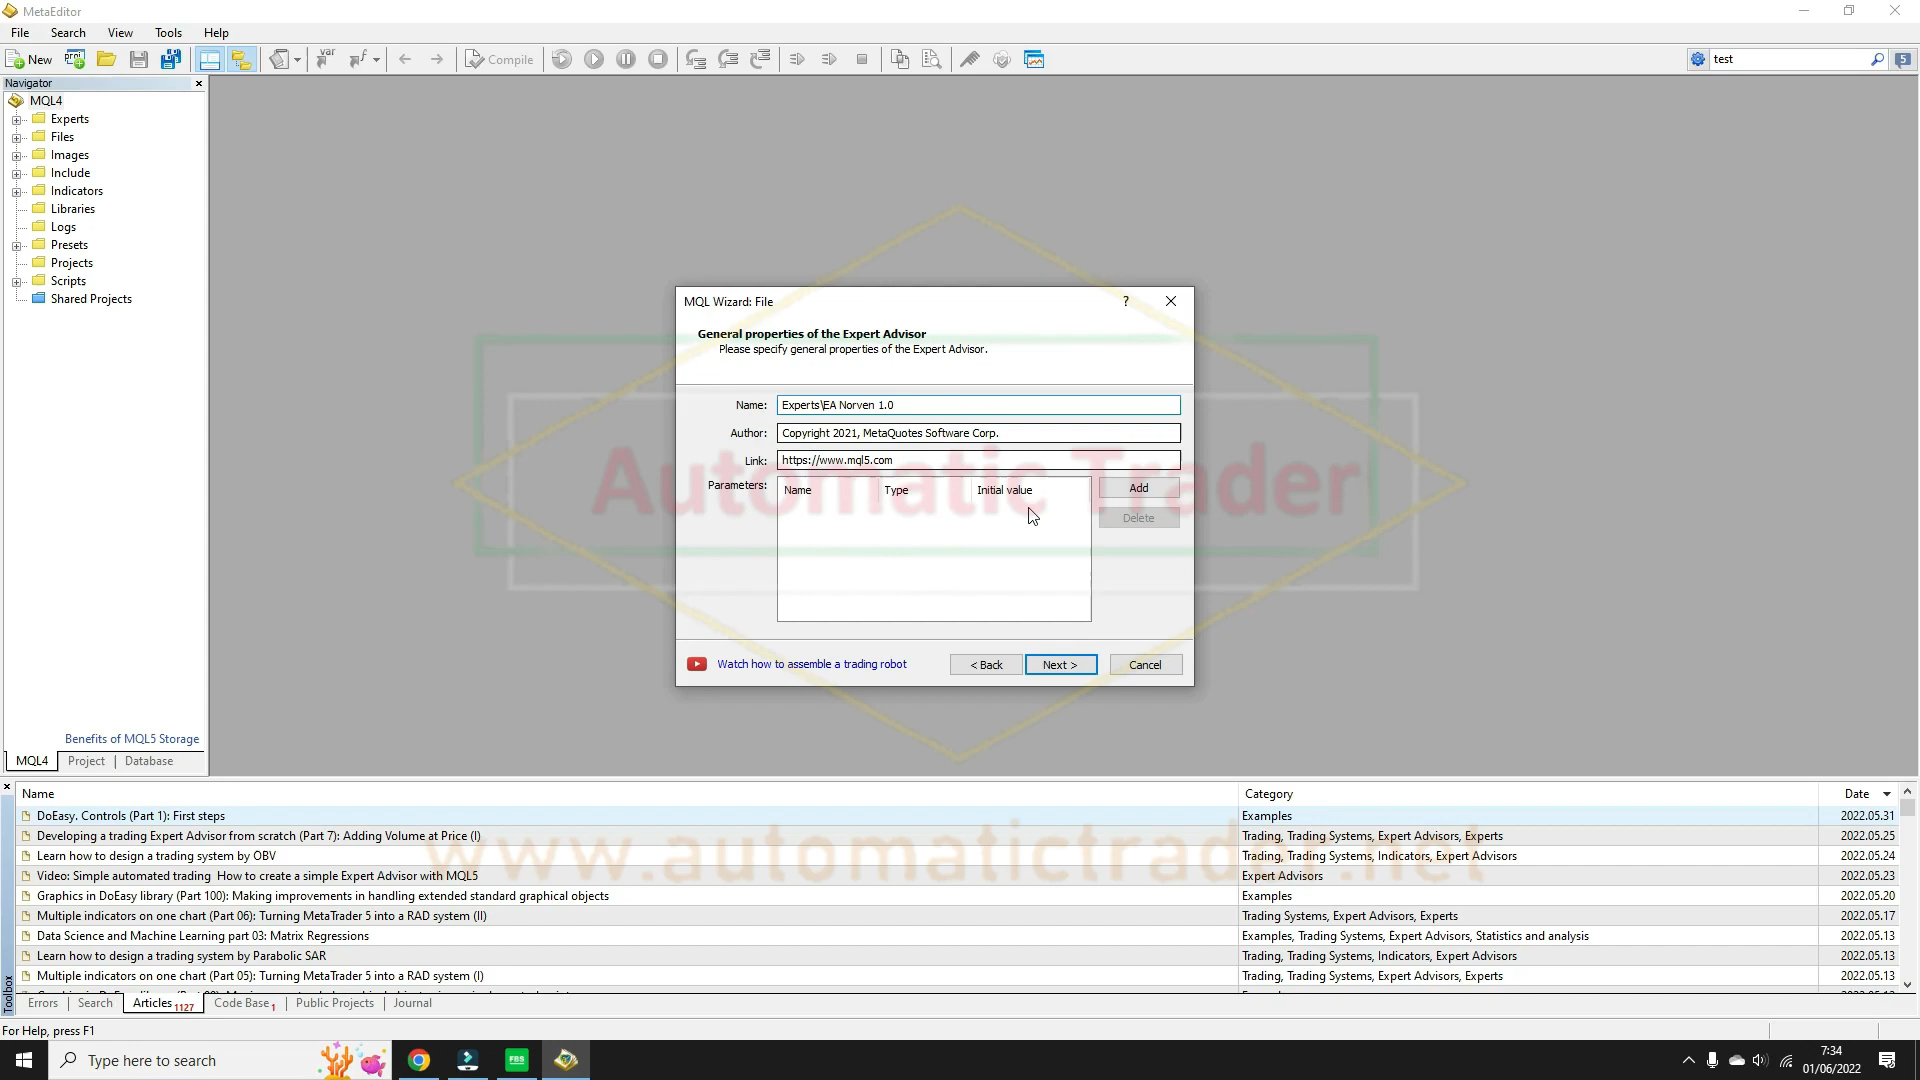 MetaEditor
File Search View Tools Help
New Compile test 5
Navigator
MQL4
Experts
Files
Images
Include
Indicators
Libraries
Logs
Presets
Projects
Scripts
Shared Projects
Benefits of MQL5 Storage
MQL4 Project Database
MQL Wizard: File
General properties of the Expert Advisor
Please specify general properties of the Expert Advisor.
Name: Experts\EA Norven 1.0
Author: Copyright 2021, MetaQuotes Software Corp.
Link: https://www.mql5.com
Parameters: Name Type Initial value Add
Delete
Automatic Trader
Watch how to assemble a trading robot < Back Next > Cancel
Name Category Date
DoEasy. Controls (Part 1): First steps Examples 2022.05.31
Developing a trading Expert Advisor from scratch (Part 7): Adding Volume at Price (I) Trading, Trading Systems, Expert Advisors, Experts 2022.05.25
Learn how to design a trading system by OBV Trading, Trading Systems, Indicators, Expert Advisors 2022.05.24
www.automatictrader.net
Video: Simple automated trading How to create a simple Expert Advisor with MQL5 Expert Advisors 2022.05.23
Graphics in DoEasy library (Part 100): Making improvements in handling extended standard graphical objects Examples 2022.05.20
Multiple indicators on one chart (Part 06): Turning MetaTrader 5 into a RAD system (II) Trading Systems, Expert Advisors, Experts 2022.05.17
Data Science and Machine Learning part 03: Matrix Regressions Examples, Trading Systems, Expert Advisors, Statistics and analysis 2022.05.13
Learn how to design a trading system by Parabolic SAR Trading, Trading Systems, Indicators, Expert Advisors 2022.05.13
Multiple indicators on one chart (Part 05): Turning MetaTrader 5 into a RAD system (I) Trading, Trading Systems, Expert Advisors, Experts 2022.05.13
Toolbox
Errors Search Articles 1127 Code Base 1 Public Projects Journal
For Help, press F1
Type here to search FBS 7:34
01/06/2022